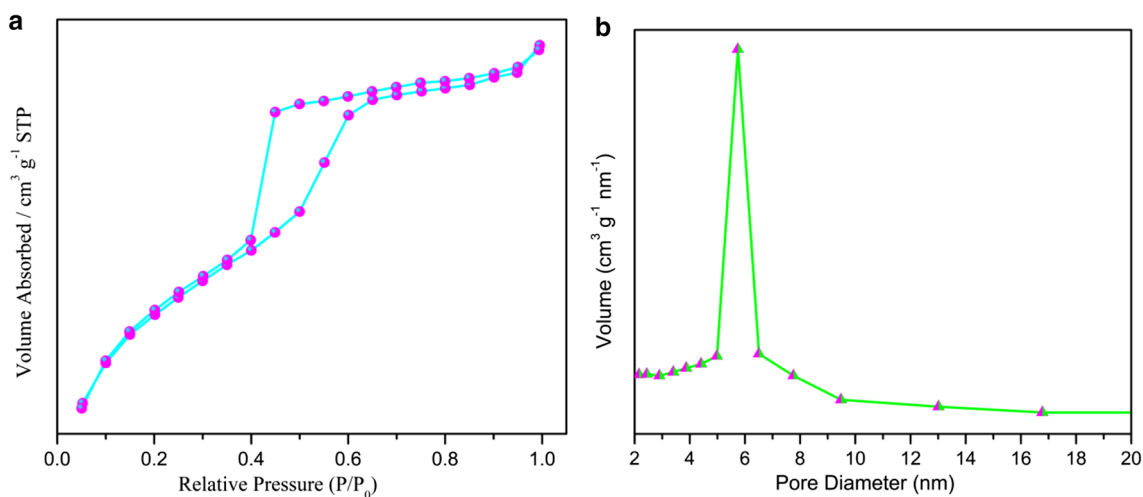 a
Volume Absorbed / cm³ g⁻¹ STP
0.0 0.2 0.4 0.6 0.8 1.0
Relative Pressure (P/P₀)
b
Volume (cm³ g⁻¹ nm⁻¹)
2 4 6 8 10 12 14 16 18 20
Pore Diameter (nm)